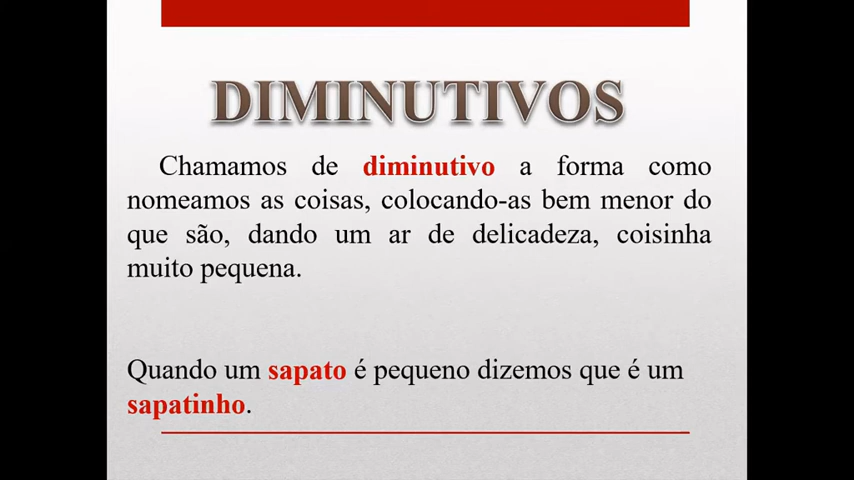 DIMINUTIVOS
Chamamos de diminutivo a forma como
nomeamos as coisas, colocando-as bem menor do
que são, dando um ar de delicadeza, coisinha
muito pequena.
Quando um sapato é pequeno dizemos que é um
sapatinho.